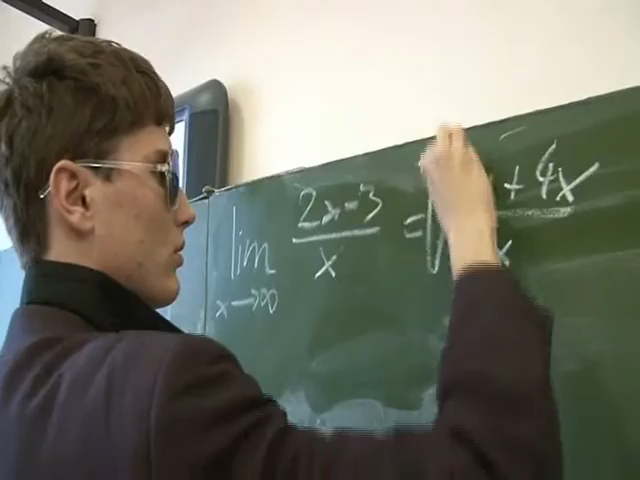 lim 2x-3 = √ + 4x
x→∞ x x